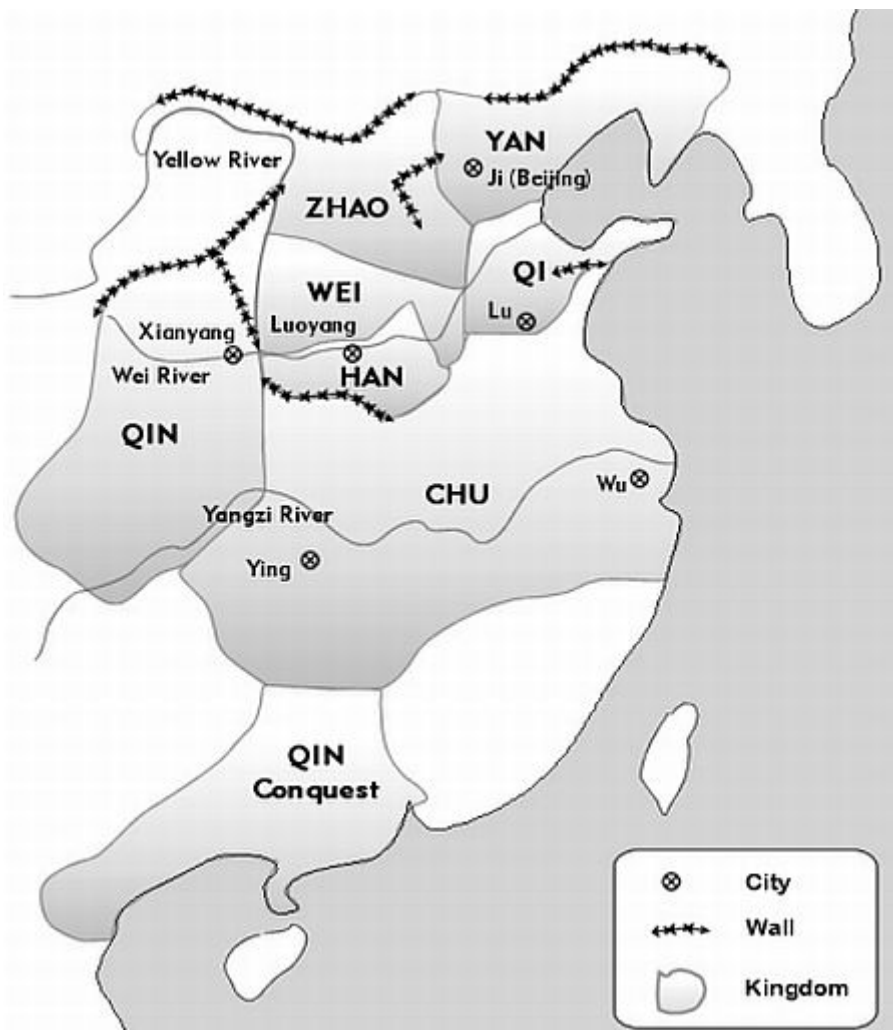 YAN
Yellow River
Ji (Beijing)
ZHAO
QI
WEI
Lu
Xianyang
Luoyang
Wei River
HAN
QIN
CHU
Wu
Yangzi River
Ying
QIN
Conquest
City
Wall
Kingdom